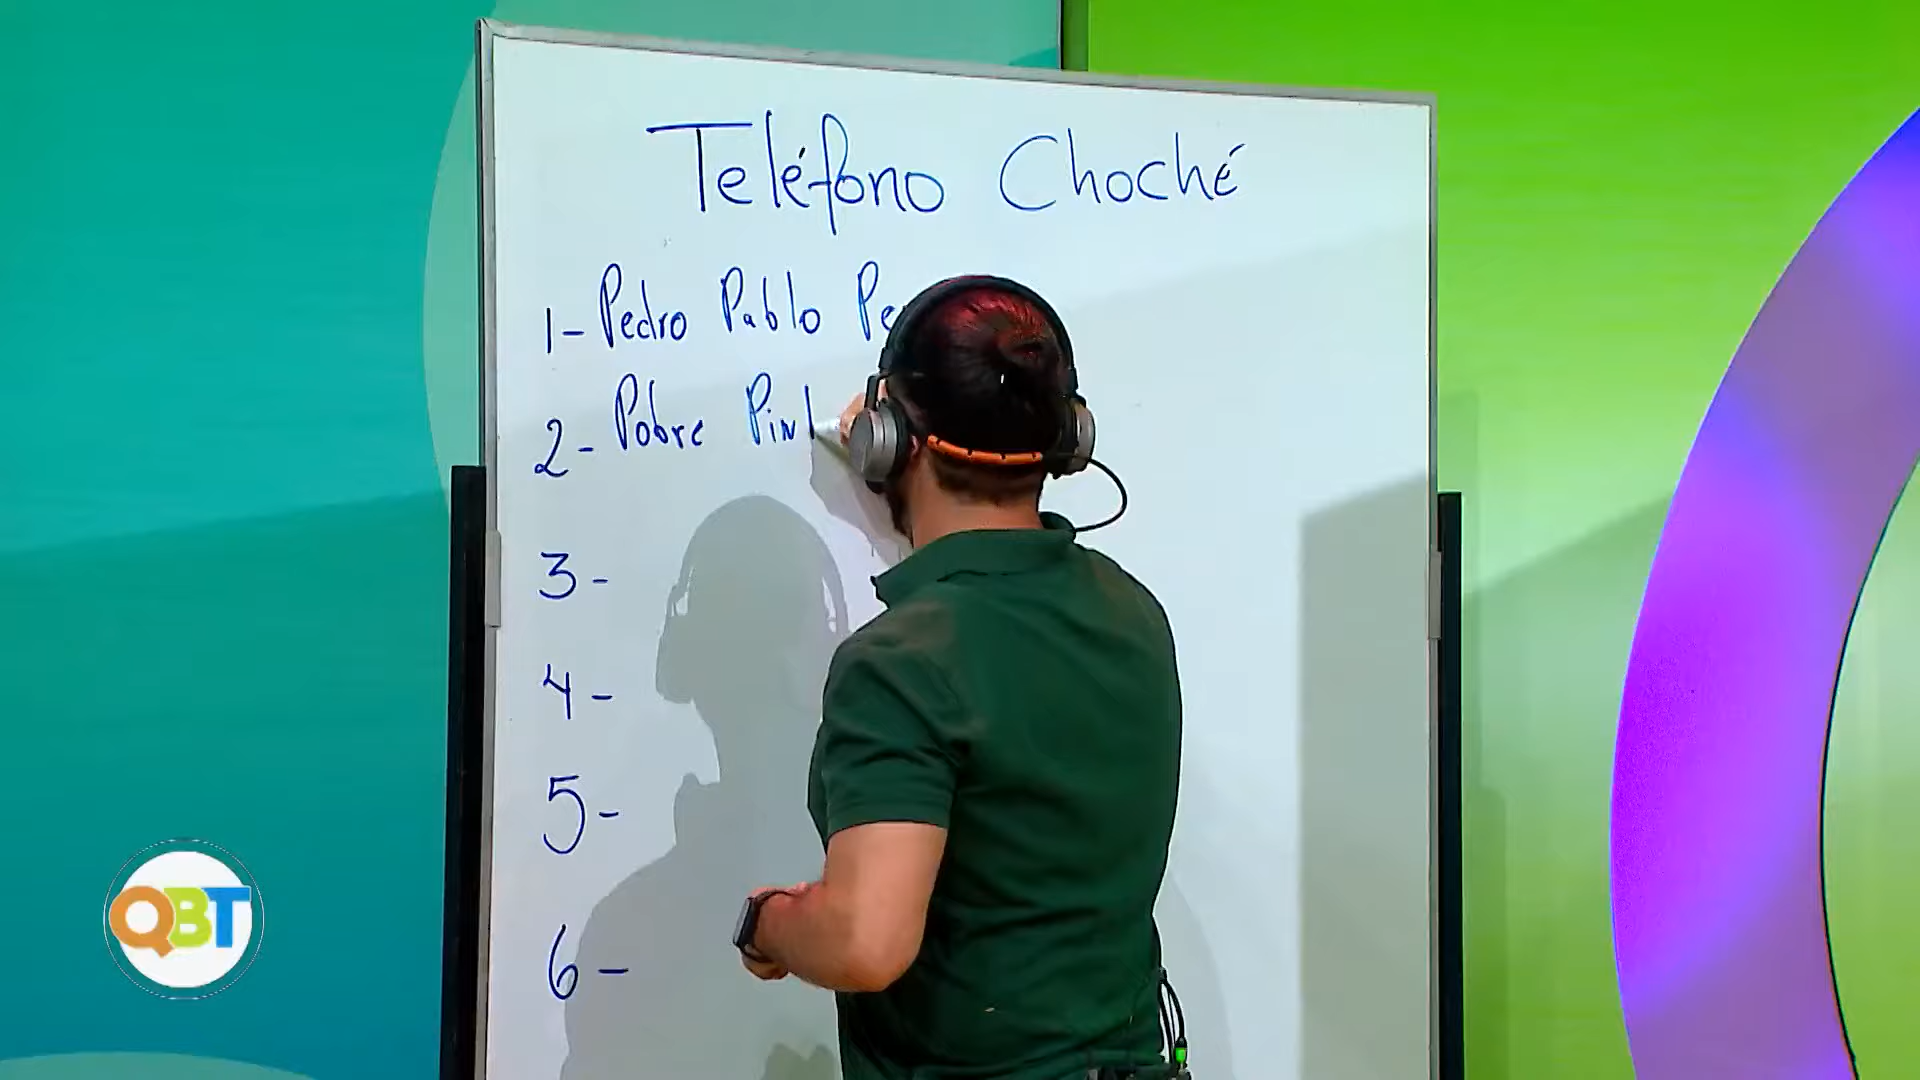 Teléfono Choché
1- Pedro Pablo
2- Pobre
3-
4-
5-
6-
QBT